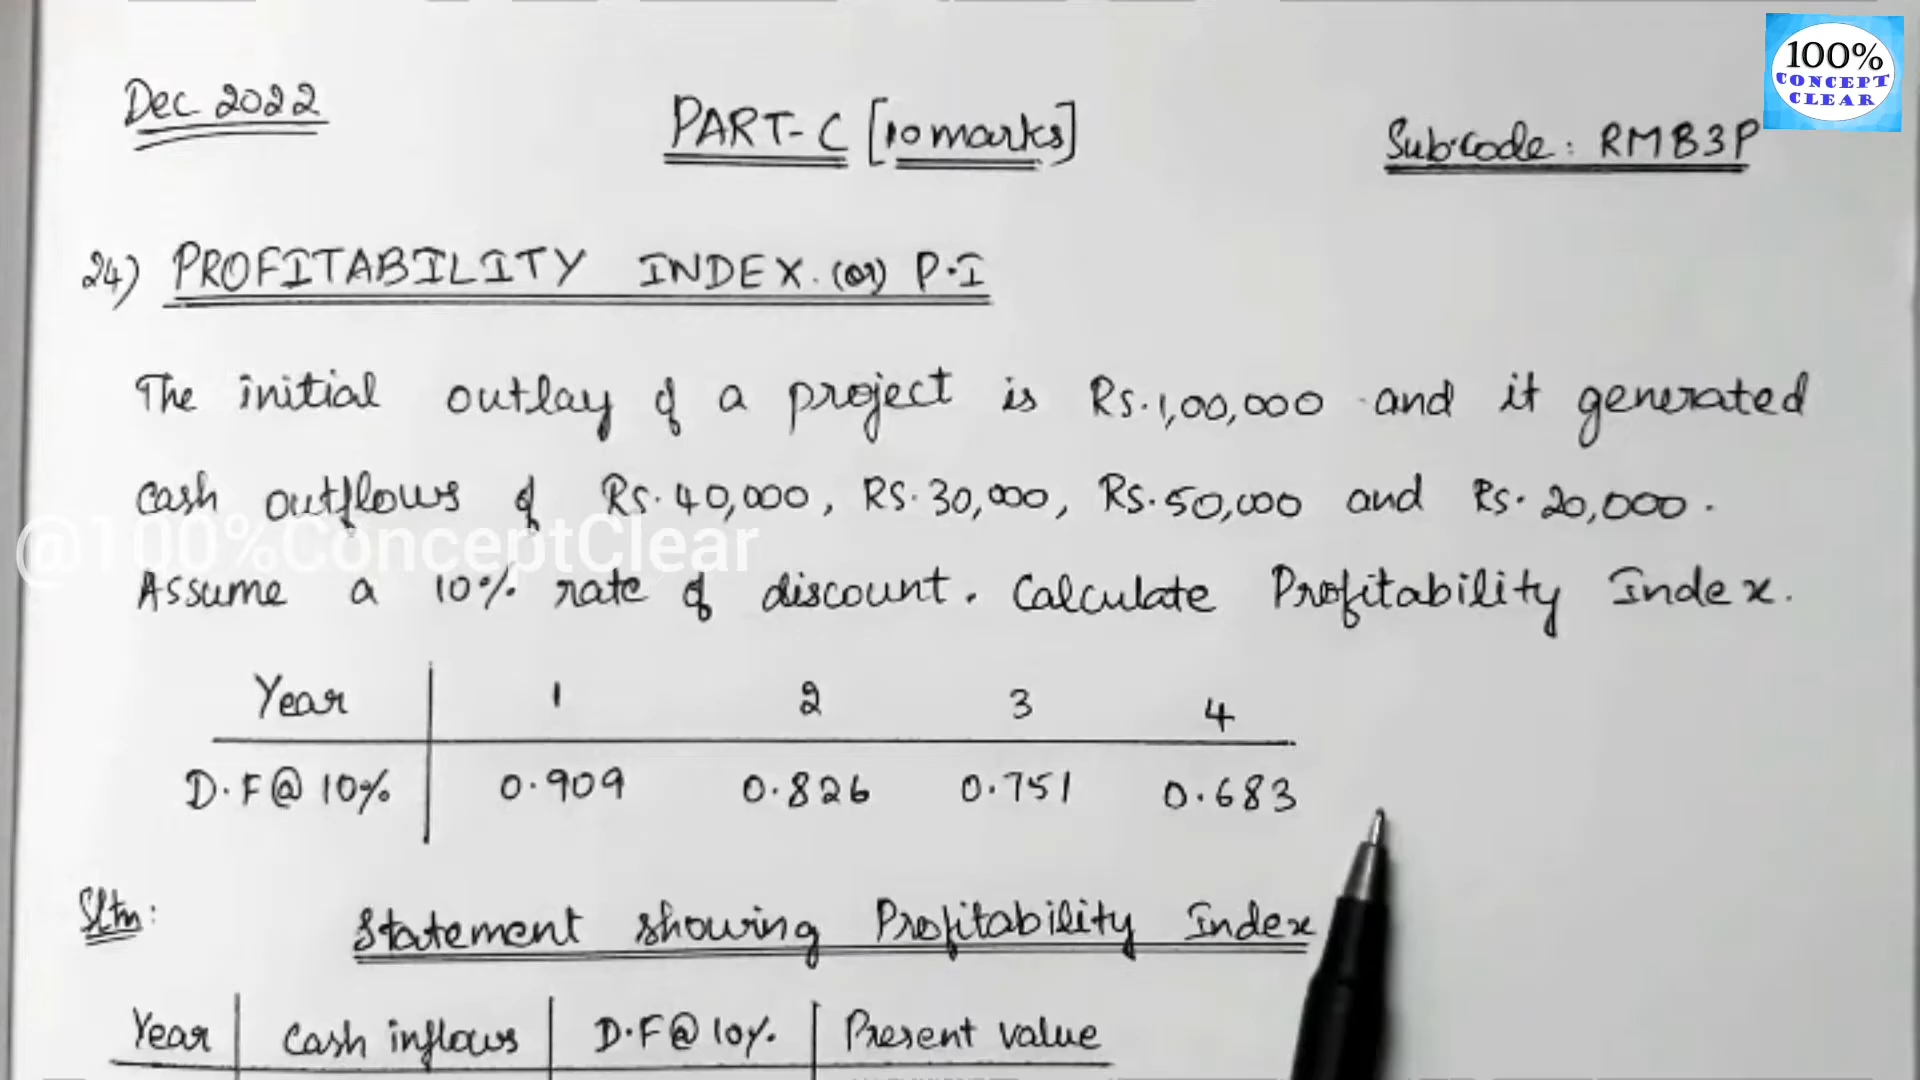 100%
CONCEPT
CLEAR
Dec 2022
PART-C [10 marks]
Sub.code: RMB3P
24) PROFITABILITY INDEX. (or) P.I
The initial outlay of a project is Rs.1,00,000 and it generated
cash outflows of Rs.40,000, RS.30,000, Rs.50,000 and Rs.20,000.
@100%ConceptClear
Assume a 10% rate of discount. Calculate Profitability Index.
Year 1 2 3 4
D.F@ 10% 0.909 0.826 0.751 0.683
Sltn:
Statement showing Profitability Index
Year Cash inflows D.F@ 10% Present value